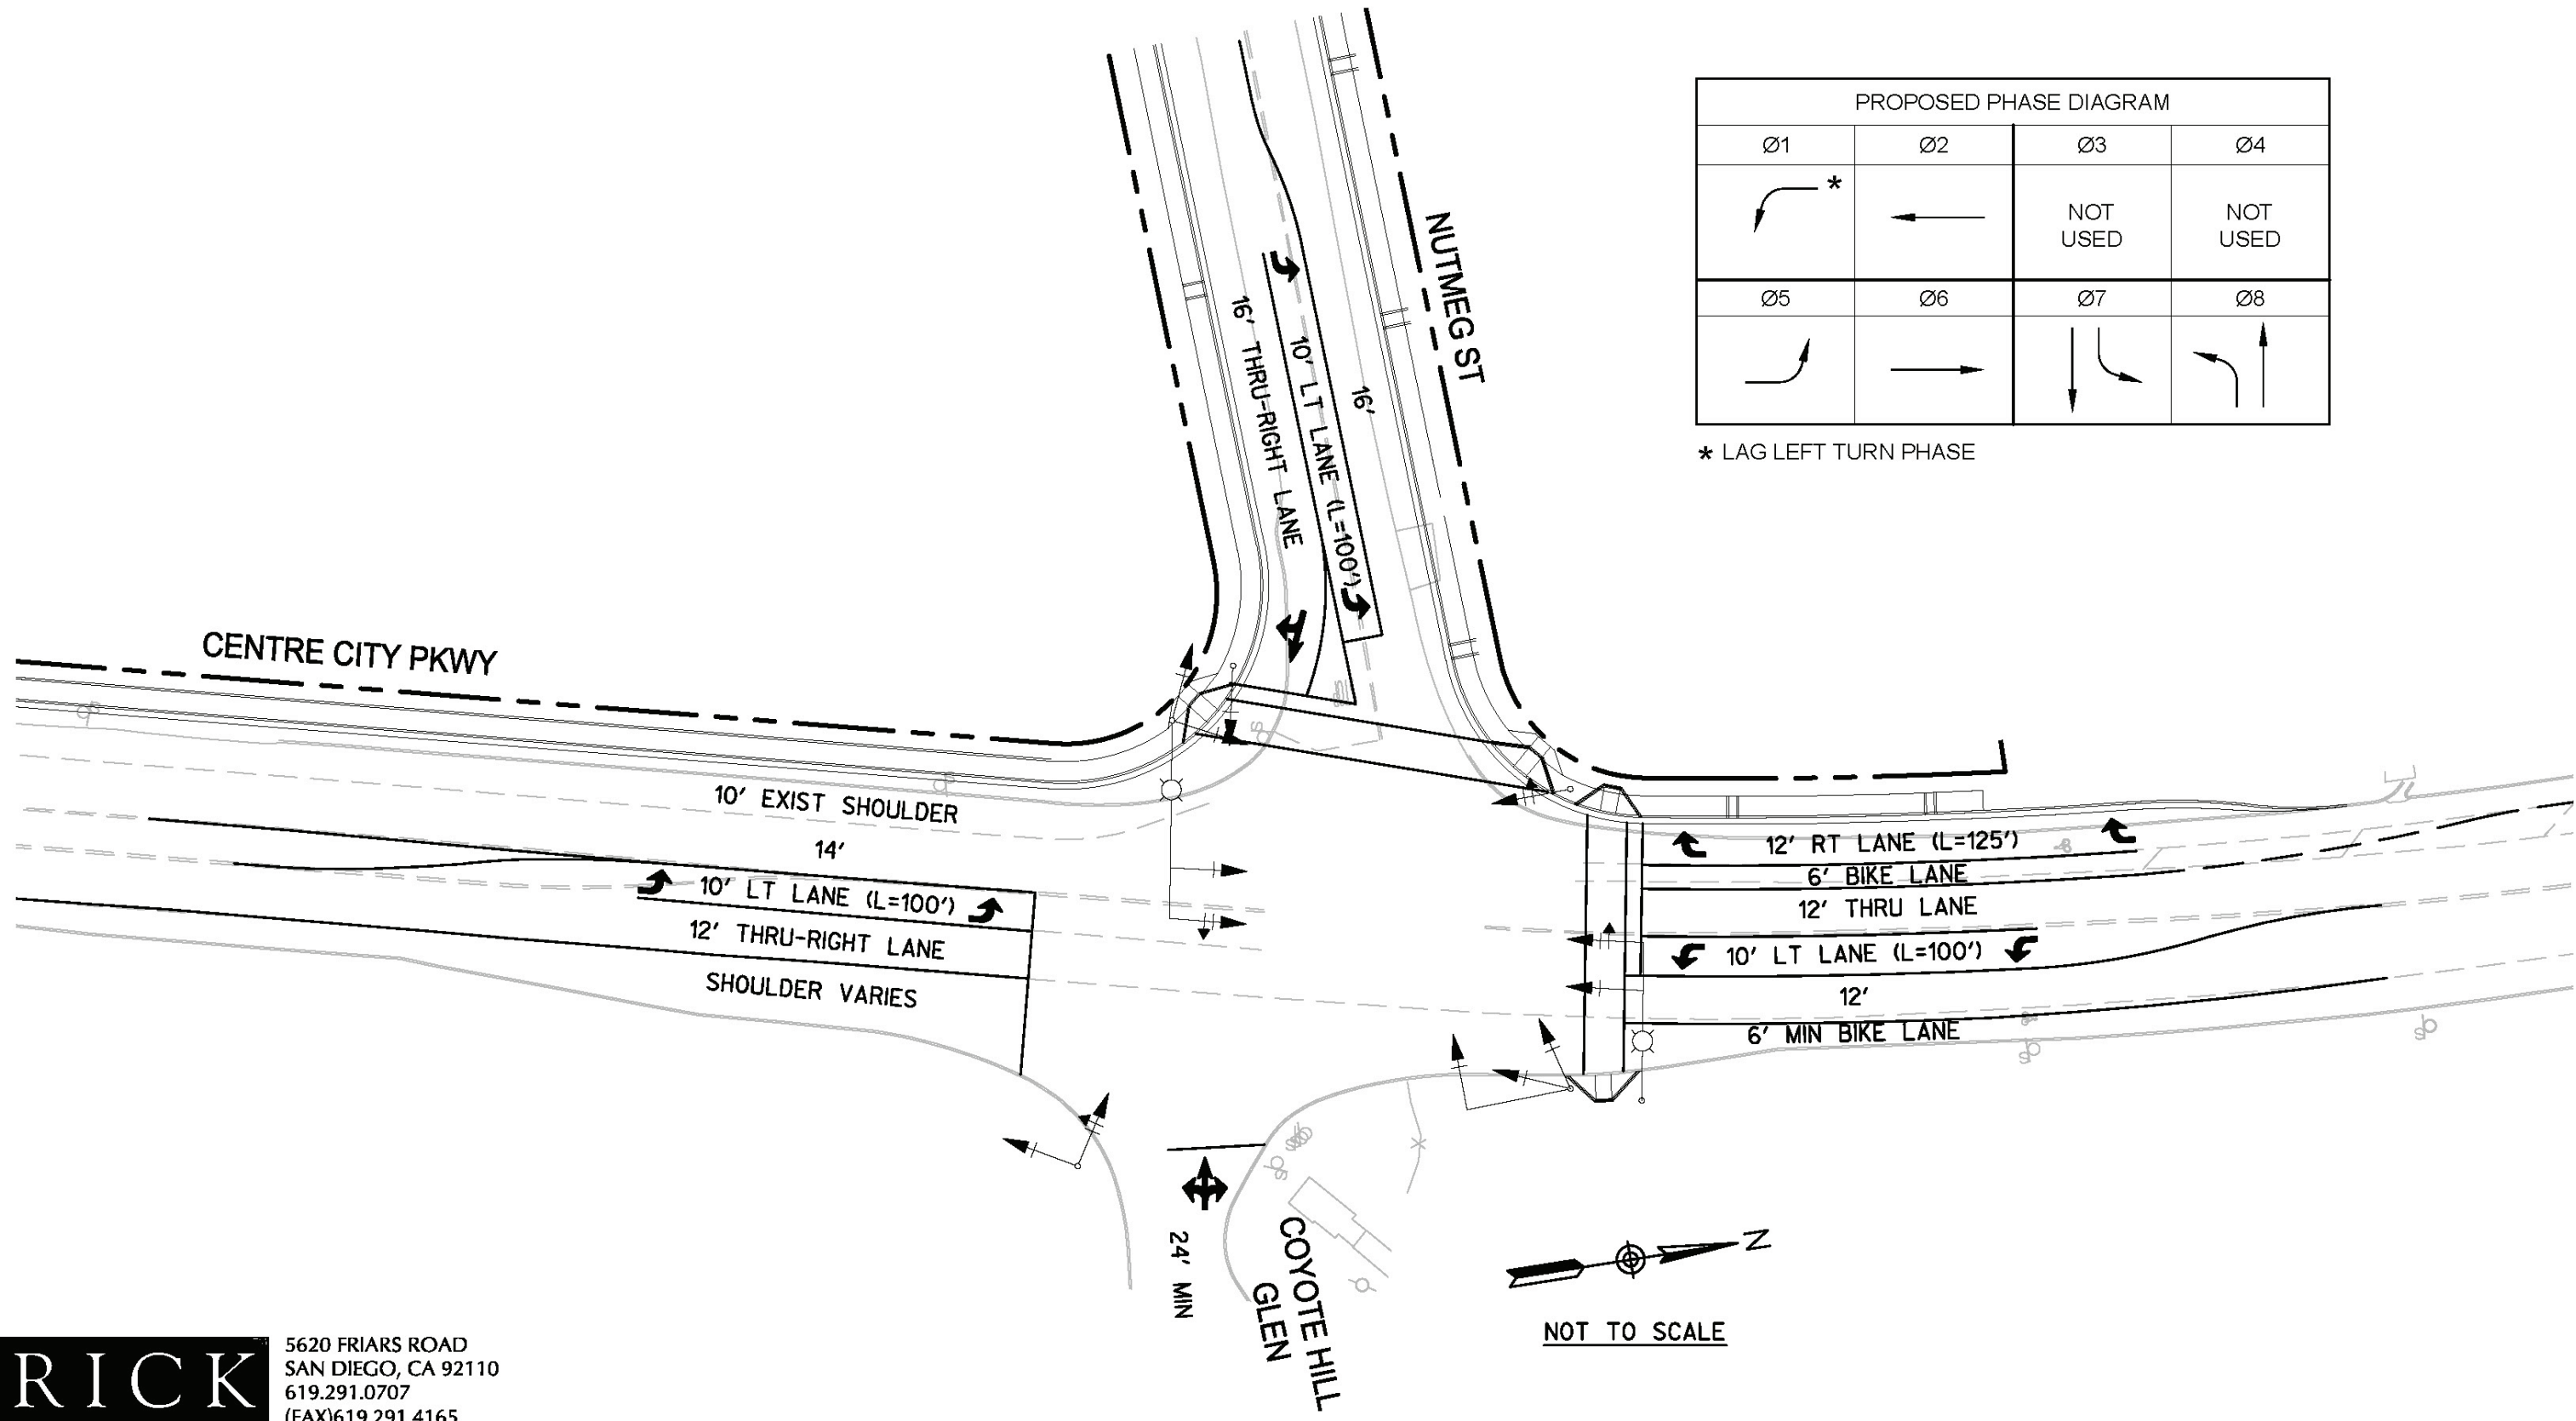 PROPOSED PHASE DIAGRAM
Ø1 Ø2 Ø3 Ø4
*
NOT
USED
NOT
USED
Ø5 Ø6 Ø7 Ø8
* LAG LEFT TURN PHASE
NUTMEG ST
16' THRU-RIGHT LANE
10' LT LANE (L=100')
16'
CENTRE CITY PKWY
10' EXIST SHOULDER
14'
10' LT LANE (L=100')
12' THRU-RIGHT LANE
SHOULDER VARIES
12' RT LANE (L=125')
6' BIKE LANE
12' THRU LANE
10' LT LANE (L=100')
12'
6' MIN BIKE LANE
24' MIN
COYOTE HILL
GLEN
N
NOT TO SCALE
RICK
5620 FRIARS ROAD
SAN DIEGO, CA 92110
619.291.0707
(FAX)619.291.4165